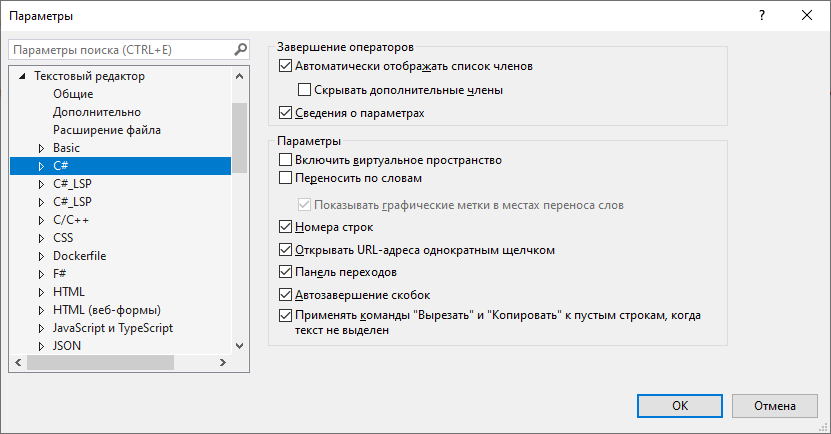 Параметры
?
Параметры поиска (CTRL+E)
Текстовый редактор
Общие
Дополнительно
Расширение файла
Basic
C#
C#_LSP
C#_LSP
C/C++
CSS
Dockerfile
F#
HTML
HTML (веб-формы)
JavaScript и TypeScript
JSON
Завершение операторов
Автоматически отображать список членов
Скрывать дополнительные члены
Сведения о параметрах
Параметры
Включить виртуальное пространство
Переносить по словам
Показывать графические метки в местах переноса слов
Номера строк
Открывать URL-адреса однократным щелчком
Панель переходов
Автозавершение скобок
Применять команды "Вырезать" и "Копировать" к пустым строкам, когда
текст не выделен
OK
Отмена